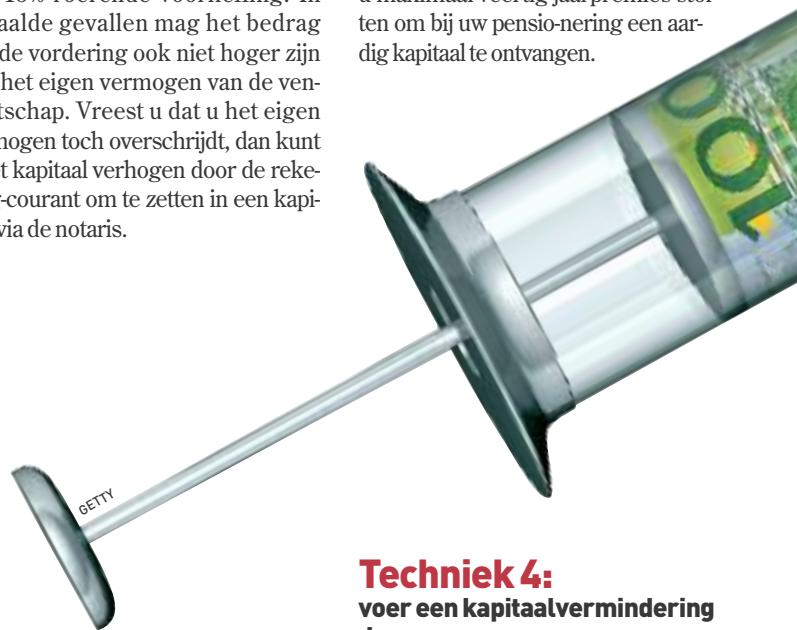 aalde gevallen mag het bedrag
de vordering ook niet hoger zijn
het eigen vermogen van de ven-
tschap. Vreest u dat u het eigen
mogen toch overschrijdt, dan kunt
t kapitaal verhogen door de reke-
-courant om te zetten in een kapi-
via de notaris.
ten om bij uw pensio-nering een aar-
dig kapitaal te ontvangen.
100
GETTY
Techniek 4:
voer een kapitaalvermindering